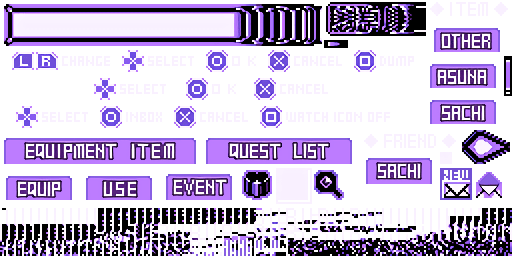 ITEM
OTHER
L R CHANGE SELECT O K CANCEL DUMP
ASUNA
SELECT O K CANCEL
SELECT INBOX CANCEL WATCH ICON OFF
SACHI
FRIEND
EQUIPMENT ITEM QUEST LIST
SACHI
NEW
EQUIP USE EVENT